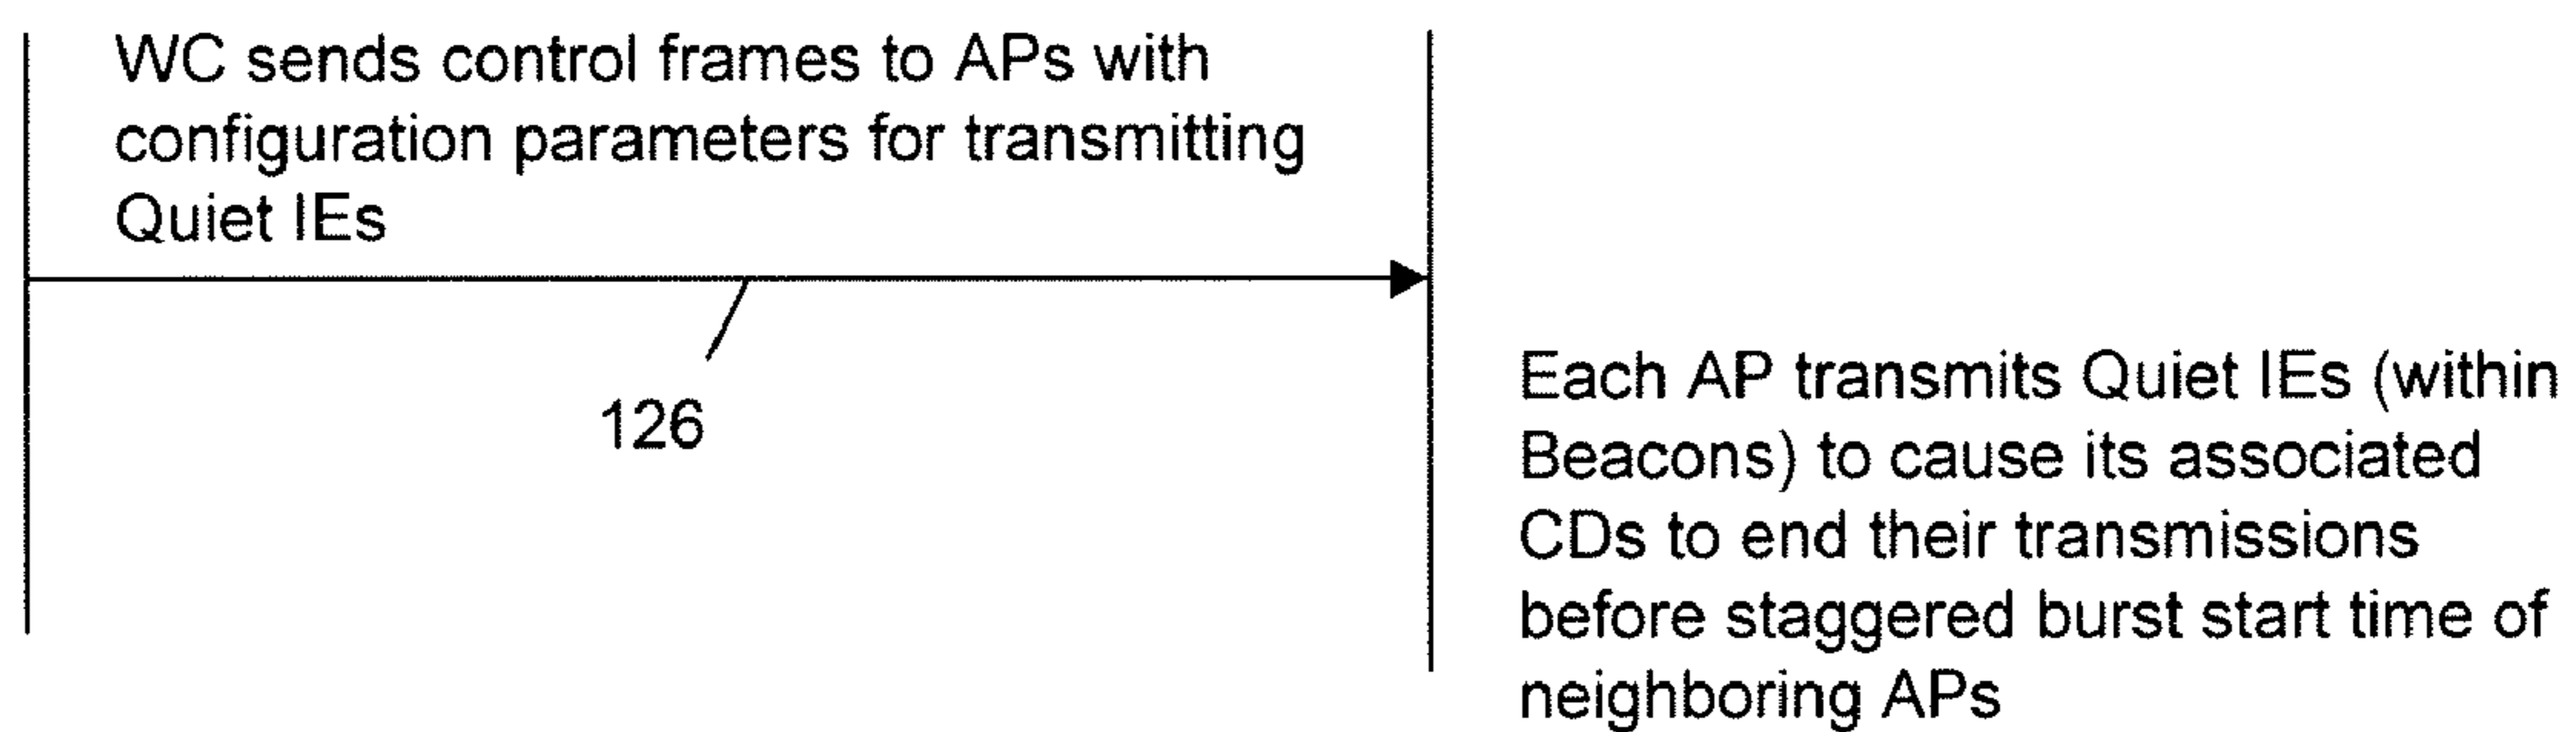 WC sends control frames to APs with
configuration parameters for transmitting
Quiet IEs
126
Each AP transmits Quiet IEs (within
Beacons) to cause its associated
CDs to end their transmissions
before staggered burst start time of
neighboring APs